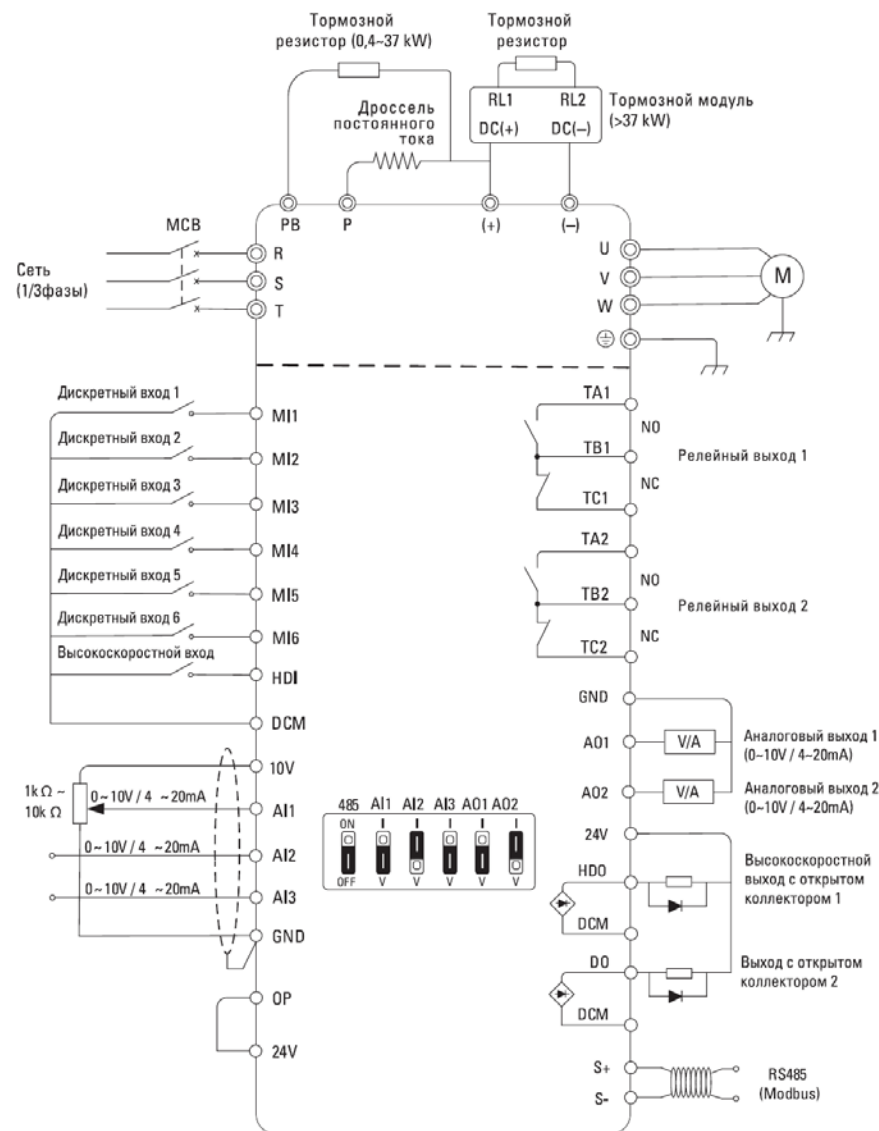 Тормозной
резистор (0,4~37 kW)
Тормозной
резистор
RL1 RL2
DC(+) DC(−)
Тормозной модуль
(>37 kW)
Дроссель
постоянного
тока
PB P (+) (−)
MCB
Сеть
(1/3фазы)
R
S
T
U
V
W
M
Дискретный вход 1
MI1
Дискретный вход 2
MI2
Дискретный вход 3
MI3
Дискретный вход 4
MI4
Дискретный вход 5
MI5
Дискретный вход 6
MI6
Высокоскоростной вход
HDI
DCM
TA1
NO
TB1
Релейный выход 1
NC
TC1
TA2
NO
TB2
Релейный выход 2
NC
TC2
10V
1k Ω ~
10k Ω
0~10V / 4 ~20mA
AI1
0~10V / 4 ~20mA
AI2
0~10V / 4 ~20mA
AI3
GND
OP
24V
485 AI1 AI2 AI3 AO1 AO2
ON I I I I I
OFF V V V V V
GND
AO1
V/A
Аналоговый выход 1
(0~10V / 4~20mA)
AO2
V/A
Аналоговый выход 2
(0~10V / 4~20mA)
24V
HDO
Высокоскоростной
выход с открытом
коллектором 1
DCM
DO
Выход с открытом
коллектором 2
DCM
S+
S-
RS485
(Modbus)